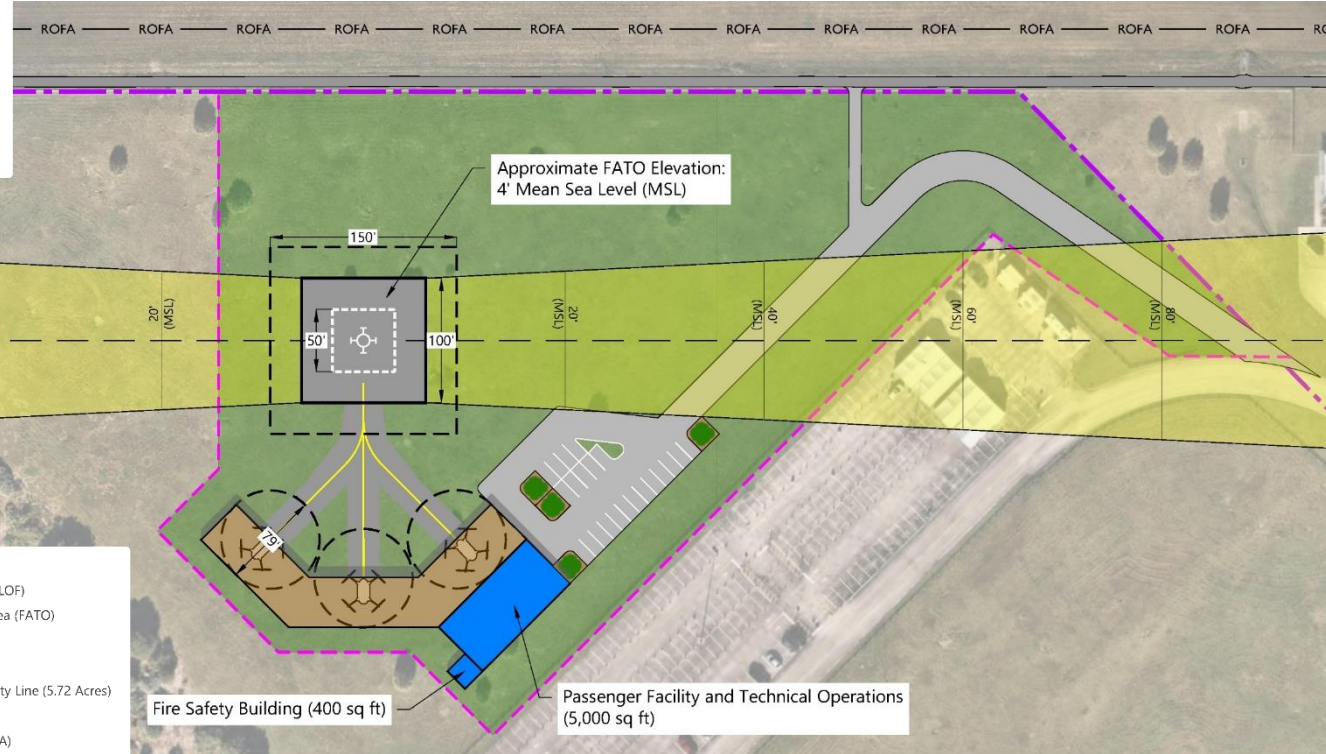 ROFA ROFA ROFA ROFA ROFA ROFA ROFA ROFA ROFA ROFA ROFA ROFA ROFA
Approximate FATO Elevation:
4' Mean Sea Level (MSL)
150'
20'
(MSL)
50'
100'
20'
(MSL)
40'
(MSL)
60'
(MSL)
80'
(MSL)
79'
LOF)
ea (FATO)
ty Line (5.72 Acres)
A)
Fire Safety Building (400 sq ft)
Passenger Facility and Technical Operations
(5,000 sq ft)